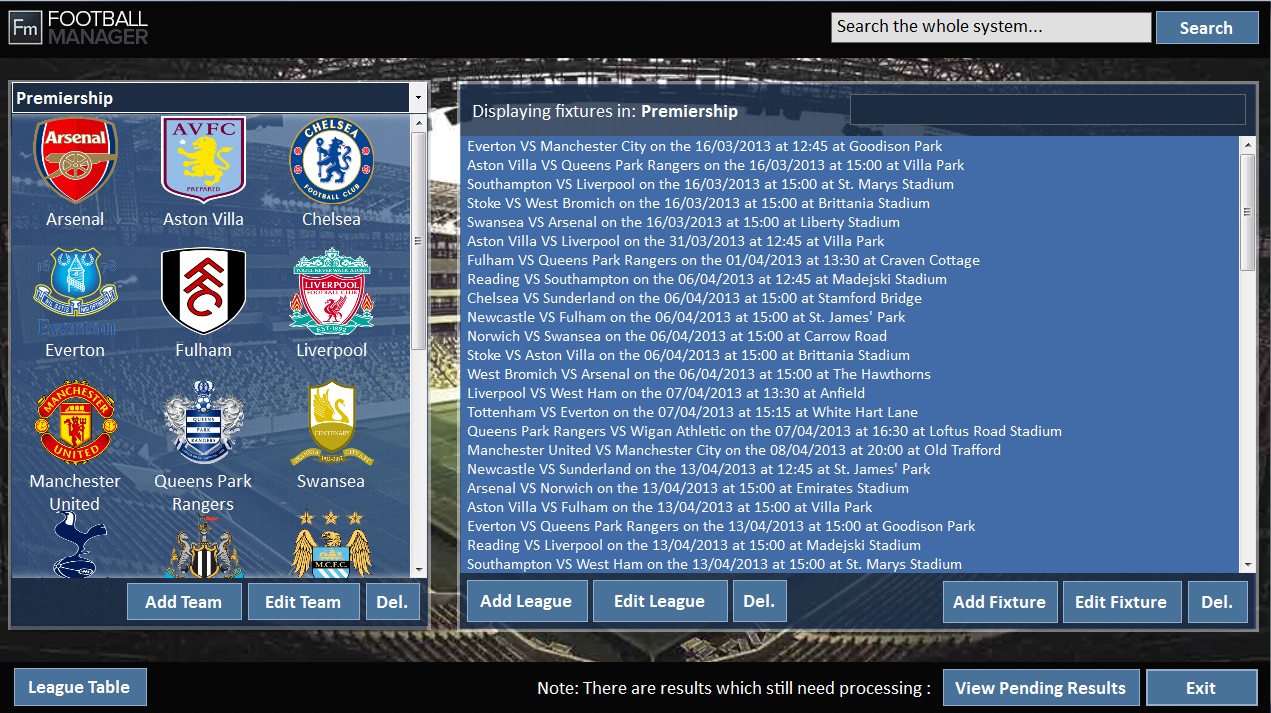 Fm FOOTBALL
MANAGER
Search the whole system...
Search
Premiership
Arsenal
Arsenal
AVFC
PREPARED
Aston Villa
CHELSEA
FOOTBALL CLUB
Chelsea
Everton
Everton
Fulham
YOU'LL NEVER WALK ALONE
LIVERPOOL
FOOTBALL CLUB
EST·1892
Liverpool
MANCHESTER
UNITED
Manchester
United
QUEENS
PARK
RANGERS
Queens Park
Rangers
CENTENARY
Swansea
M.C.F.C.
Add Team
Edit Team
Del.
Displaying fixtures in: Premiership
Everton VS Manchester City on the 16/03/2013 at 12:45 at Goodison Park
Aston Villa VS Queens Park Rangers on the 16/03/2013 at 15:00 at Villa Park
Southampton VS Liverpool on the 16/03/2013 at 15:00 at St. Marys Stadium
Stoke VS West Bromich on the 16/03/2013 at 15:00 at Brittania Stadium
Swansea VS Arsenal on the 16/03/2013 at 15:00 at Liberty Stadium
Aston Villa VS Liverpool on the 31/03/2013 at 12:45 at Villa Park
Fulham VS Queens Park Rangers on the 01/04/2013 at 13:30 at Craven Cottage
Reading VS Southampton on the 06/04/2013 at 12:45 at Madejski Stadium
Chelsea VS Sunderland on the 06/04/2013 at 15:00 at Stamford Bridge
Newcastle VS Fulham on the 06/04/2013 at 15:00 at St. James' Park
Norwich VS Swansea on the 06/04/2013 at 15:00 at Carrow Road
Stoke VS Aston Villa on the 06/04/2013 at 15:00 at Brittania Stadium
West Bromich VS Arsenal on the 06/04/2013 at 15:00 at The Hawthorns
Liverpool VS West Ham on the 07/04/2013 at 13:30 at Anfield
Tottenham VS Everton on the 07/04/2013 at 15:15 at White Hart Lane
Queens Park Rangers VS Wigan Athletic on the 07/04/2013 at 16:30 at Loftus Road Stadium
Manchester United VS Manchester City on the 08/04/2013 at 20:00 at Old Trafford
Newcastle VS Sunderland on the 13/04/2013 at 12:45 at St. James' Park
Arsenal VS Norwich on the 13/04/2013 at 15:00 at Emirates Stadium
Aston Villa VS Fulham on the 13/04/2013 at 15:00 at Villa Park
Everton VS Queens Park Rangers on the 13/04/2013 at 15:00 at Goodison Park
Reading VS Liverpool on the 13/04/2013 at 15:00 at Madejski Stadium
Southampton VS West Ham on the 13/04/2013 at 15:00 at St. Marys Stadium
Add League
Edit League
Del.
Add Fixture
Edit Fixture
Del.
League Table
Note: There are results which still need processing :
View Pending Results
Exit